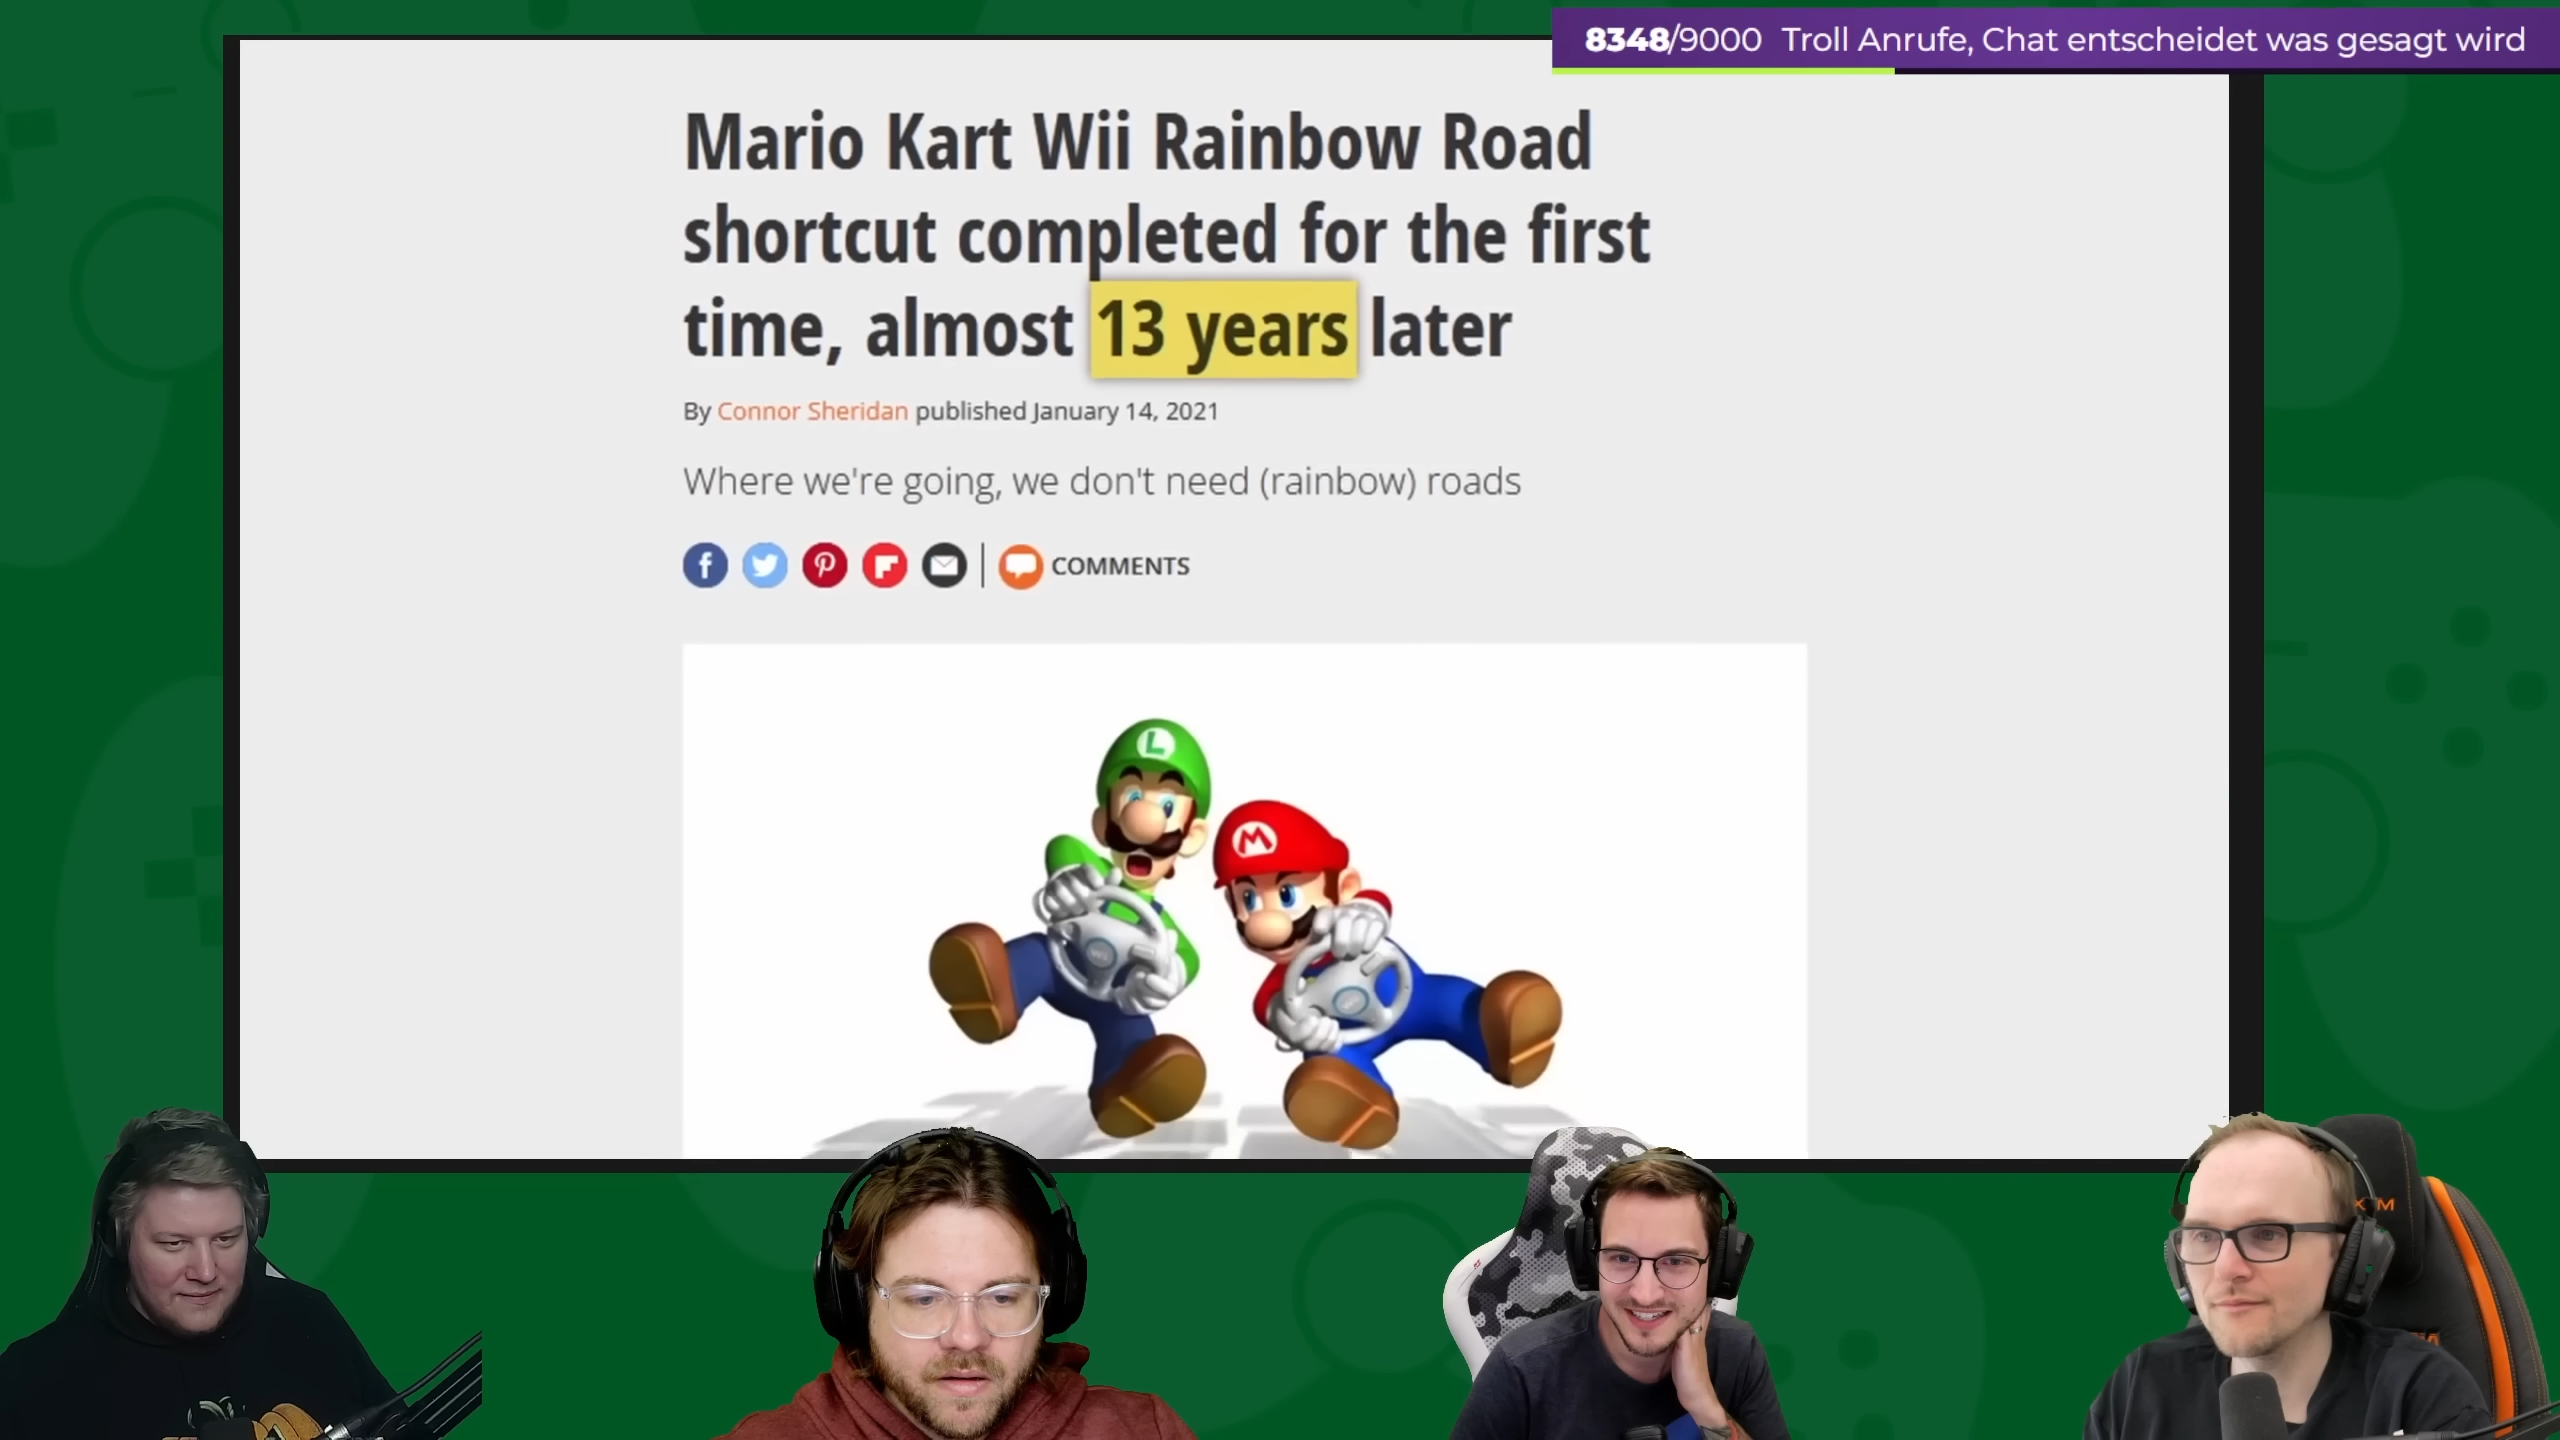 8348/9000 Troll Anrufe, Chat entscheidet was gesagt wird
Mario Kart Wii Rainbow Road
shortcut completed for the first
time, almost 13 years later
By Connor Sheridan published January 14, 2021
Where we're going, we don't need (rainbow) roads
COMMENTS
L
M